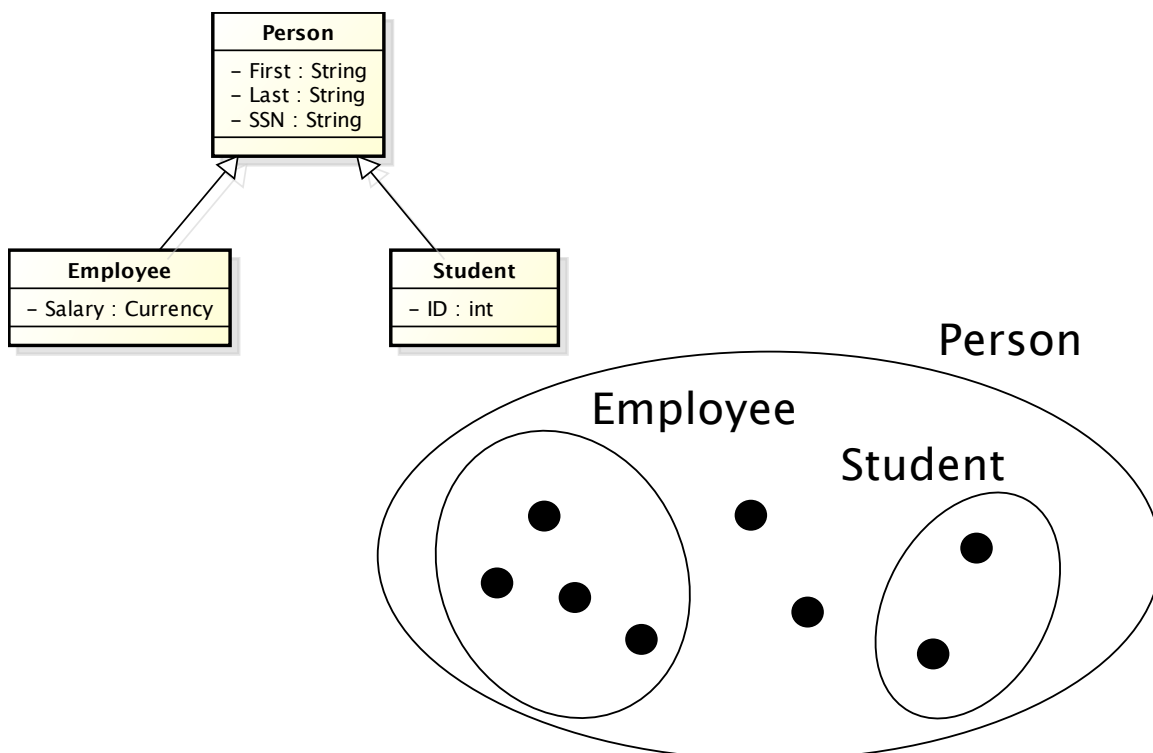 Person
– First : String
– Last : String
– SSN : String
Employee
– Salary : Currency
Student
– ID : int
Person
Employee
Student